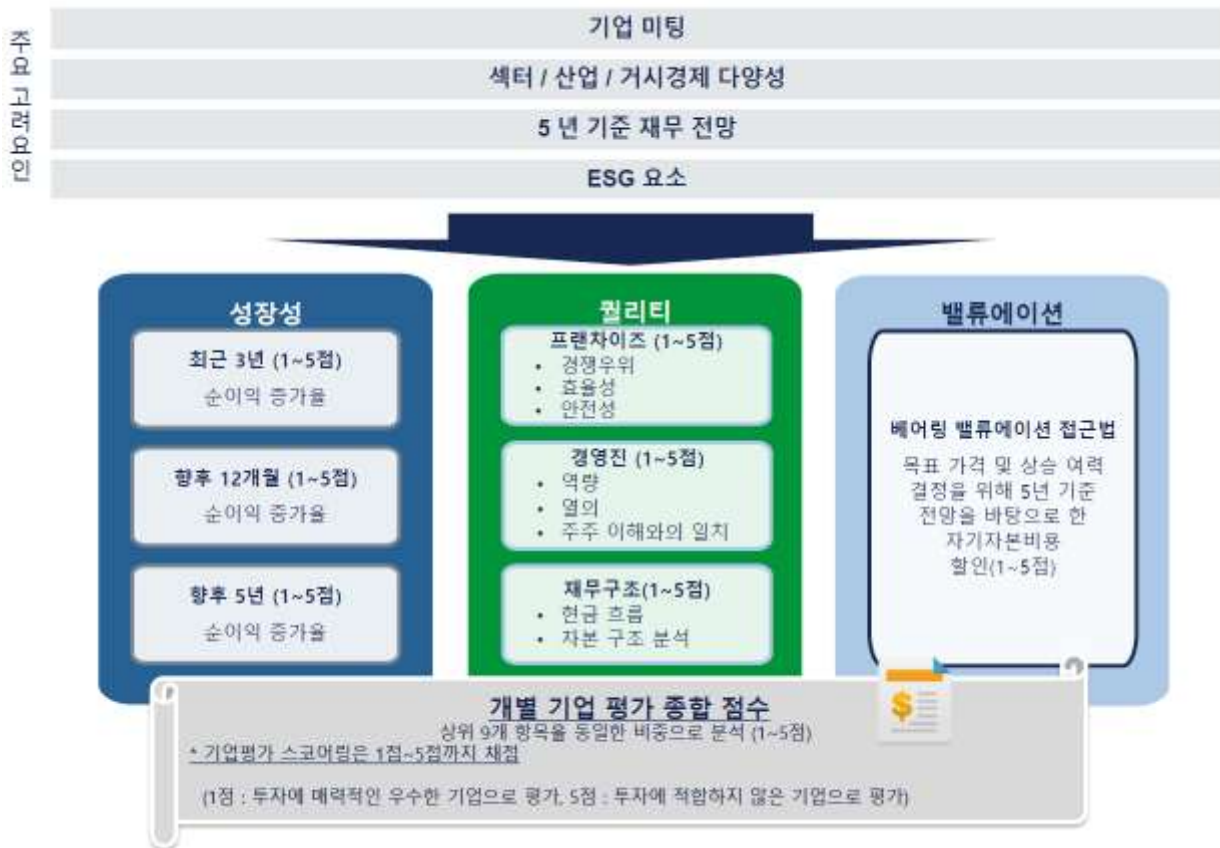 주요 고려요인
기업 미팅
섹터 / 산업 / 거시경제 다양성
5 년 기준 재무 전망
ESG 요소
성장성
최근 3년 (1~5점)
순이익 증가율
향후 12개월 (1~5점)
순이익 증가율
향후 5년 (1~5점)
순이익 증가율
퀄리티
프랜차이즈 (1~5점)
• 경쟁우위
• 효율성
• 안전성
경영진 (1~5점)
• 역량
• 열의
• 주주 이해와의 일치
재무구조(1~5점)
• 현금 흐름
• 자본 구조 분석
밸류에이션
베어링 밸류에이션 접근법
목표 가격 및 상승 여력
결정을 위해 5년 기준
전망을 바탕으로 한
자기자본비용
할인(1~5점)
$
개별 기업 평가 종합 점수
상위 9개 항목을 동일한 비중으로 분석 (1~5점)
* 기업평가 스코어링은 1점~5점까지 채점
(1점 : 투자에 매력적인 우수한 기업으로 평가, 5점 : 투자에 적합하지 않은 기업으로 평가)